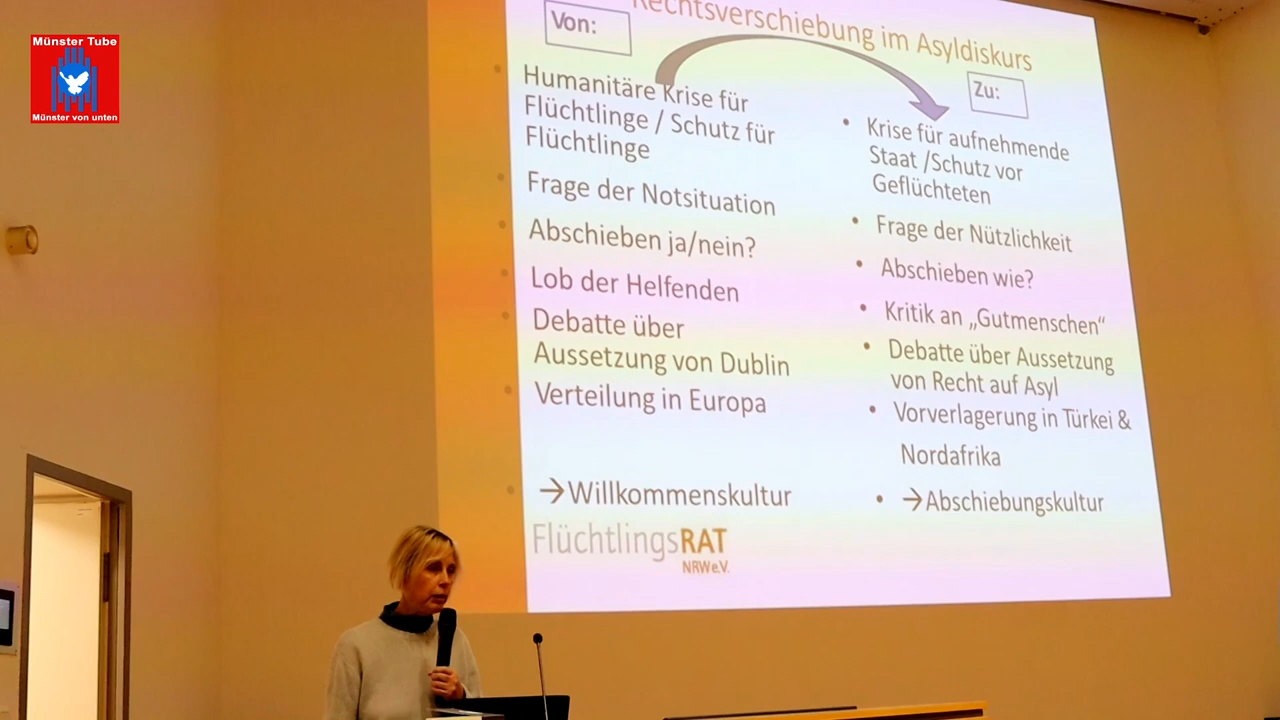 Münster Tube
Münster von unten
Rechtsverschiebung im Asyldiskurs
Von:
Humanitäre Krise für
Flüchtlinge / Schutz für
Flüchtlinge
Frage der Notsituation
Abschieben ja/nein?
Lob der Helfenden
Debatte über
Aussetzung von Dublin
Verteilung in Europa
→Willkommenskultur
Zu:
Krise für aufnehmende
Staat /Schutz vor
Geflüchteten
Frage der Nützlichkeit
Abschieben wie?
Kritik an „Gutmenschen“
Debatte über Aussetzung
von Recht auf Asyl
Vorverlagerung in Türkei &
Nordafrika
→Abschiebungskultur
FlüchtlingsRAT
NRW e.V.